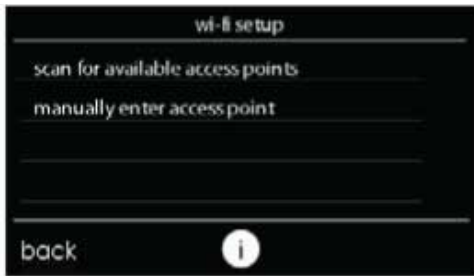 wi-fi setup
scan for available access points
manually enter access point
back
i